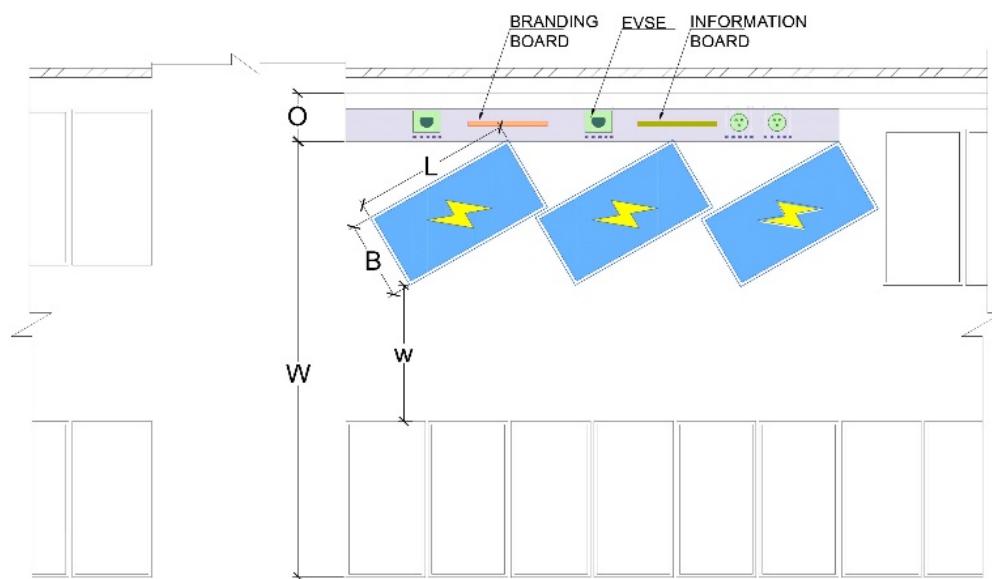 BRANDING
BOARD
EVSE
INFORMATION
BOARD
O
L
B
w
W